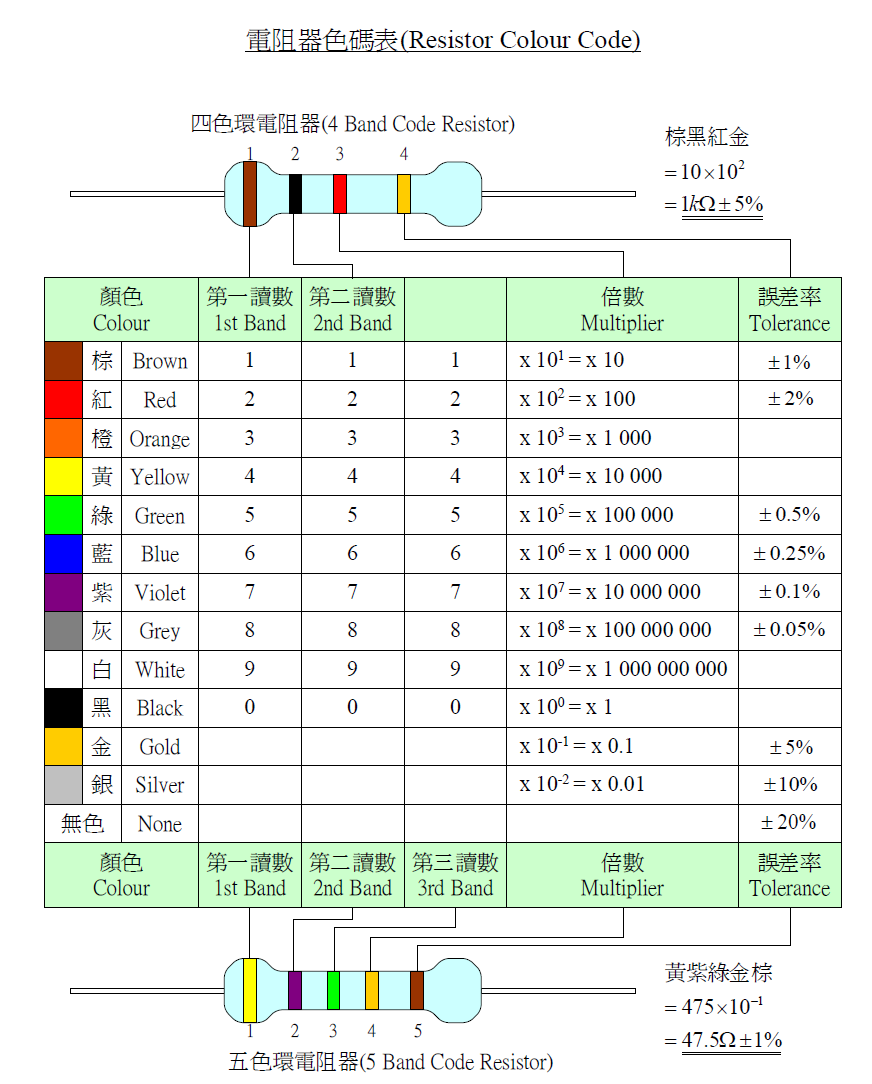 電阻器色碼表(Resistor Colour Code)
四色環電阻器(4 Band Code Resistor)
1 2 3 4
棕黑紅金
=10×10²
=1kΩ±5%
顏色 第一讀數 第二讀數 倍數 誤差率
Colour 1st Band 2nd Band Multiplier Tolerance
棕 Brown 1 1 1 x 10¹ = x 10 ±1%
紅 Red 2 2 2 x 10² = x 100 ±2%
橙 Orange 3 3 3 x 10³ = x 1 000
黃 Yellow 4 4 4 x 10⁴ = x 10 000
綠 Green 5 5 5 x 10⁵ = x 100 000 ±0.5%
藍 Blue 6 6 6 x 10⁶ = x 1 000 000 ±0.25%
紫 Violet 7 7 7 x 10⁷ = x 10 000 000 ±0.1%
灰 Grey 8 8 8 x 10⁸ = x 100 000 000 ±0.05%
白 White 9 9 9 x 10⁹ = x 1 000 000 000
黑 Black 0 0 0 x 10⁰ = x 1
金 Gold x 10⁻¹ = x 0.1 ±5%
銀 Silver x 10⁻² = x 0.01 ±10%
無色 None ±20%
顏色 第一讀數 第二讀數 第三讀數 倍數 誤差率
Colour 1st Band 2nd Band 3rd Band Multiplier Tolerance
1 2 3 4 5
五色環電阻器(5 Band Code Resistor)
黃紫綠金棕
= 475×10⁻¹
= 47.5Ω±1%